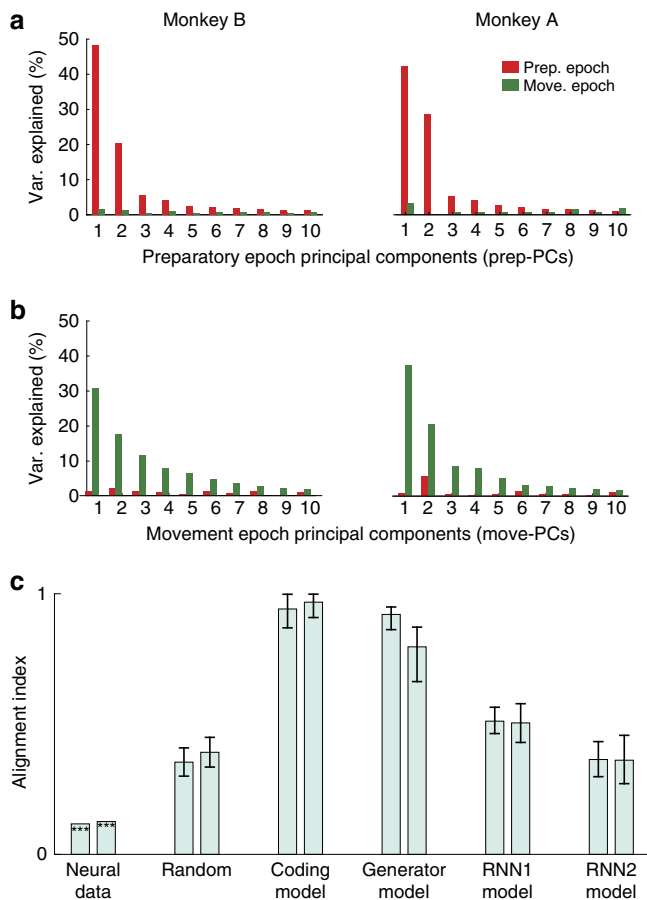 a
Monkey B
Monkey A
Var. explained (%)
50
40
30
20
10
0
1 2 3 4 5 6 7 8 9 10
Prep. epoch
Move. epoch
1 2 3 4 5 6 7 8 9 10
Preparatory epoch principal components (prep-PCs)
b
Var. explained (%)
50
40
30
20
10
0
1 2 3 4 5 6 7 8 9 10
1 2 3 4 5 6 7 8 9 10
Movement epoch principal components (move-PCs)
c
Alignment index
1
0
*** ***
Neural data
Random
Coding model
Generator model
RNN1 model
RNN2 model